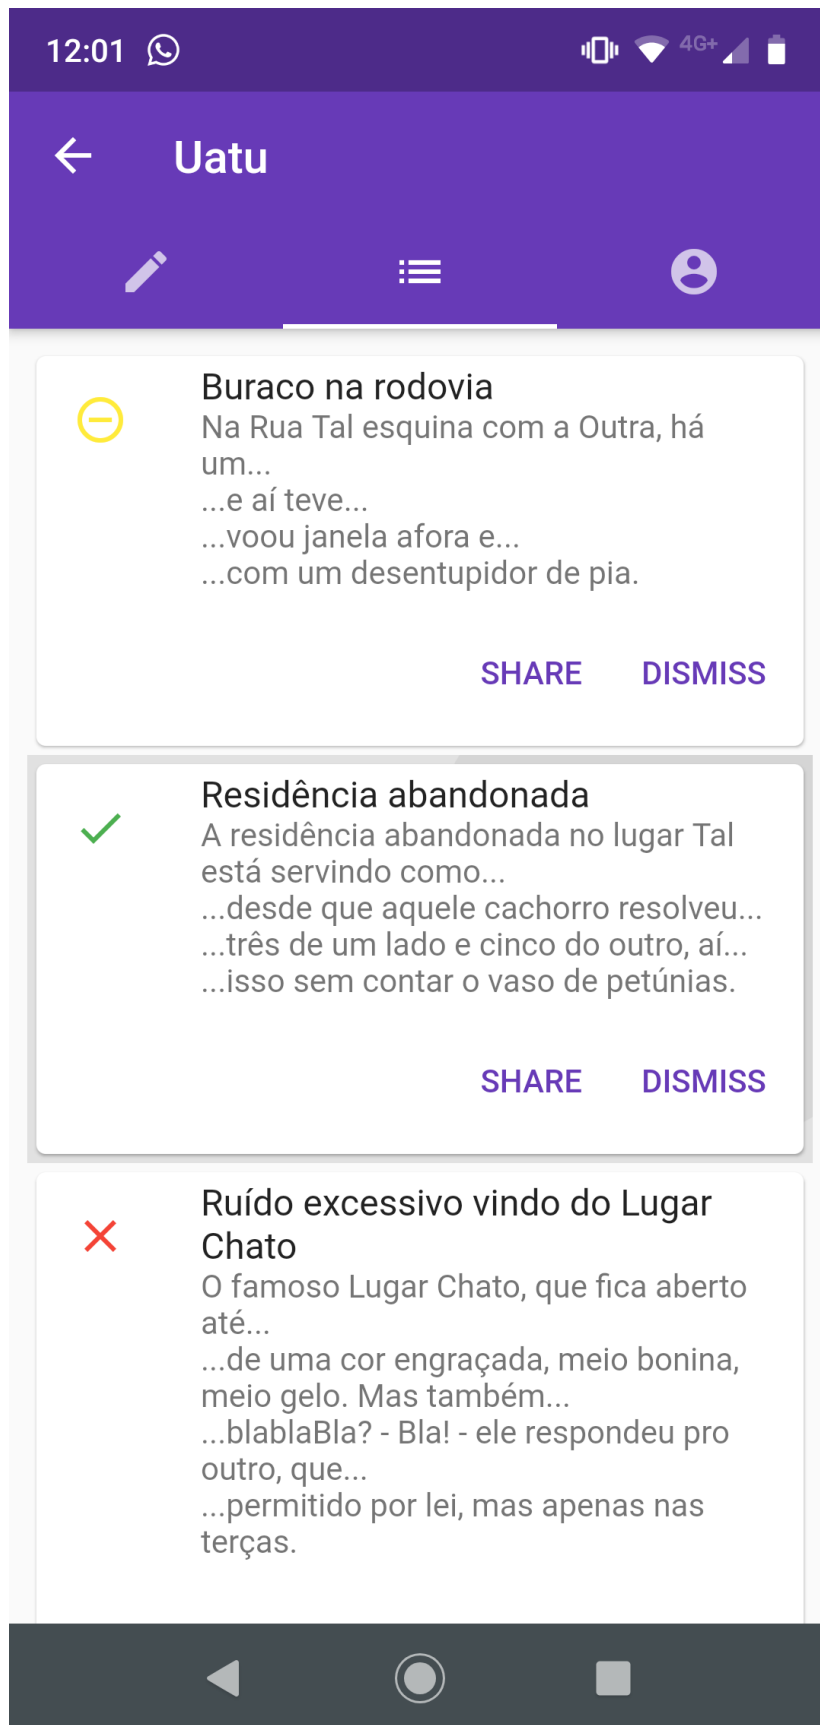 12:01
4G+
Uatu
Buraco na rodovia
Na Rua Tal esquina com a Outra, há
um...
...e aí teve...
...voou janela afora e...
...com um desentupidor de pia.
SHARE DISMISS
Residência abandonada
A residência abandonada no lugar Tal
está servindo como...
...desde que aquele cachorro resolveu...
...três de um lado e cinco do outro, aí...
...isso sem contar o vaso de petúnias.
SHARE DISMISS
Ruído excessivo vindo do Lugar
Chato
O famoso Lugar Chato, que fica aberto
até...
...de uma cor engraçada, meio bonina,
meio gelo. Mas também...
...blablaBla? - Bla! - ele respondeu pro
outro, que...
...permitido por lei, mas apenas nas
terças.